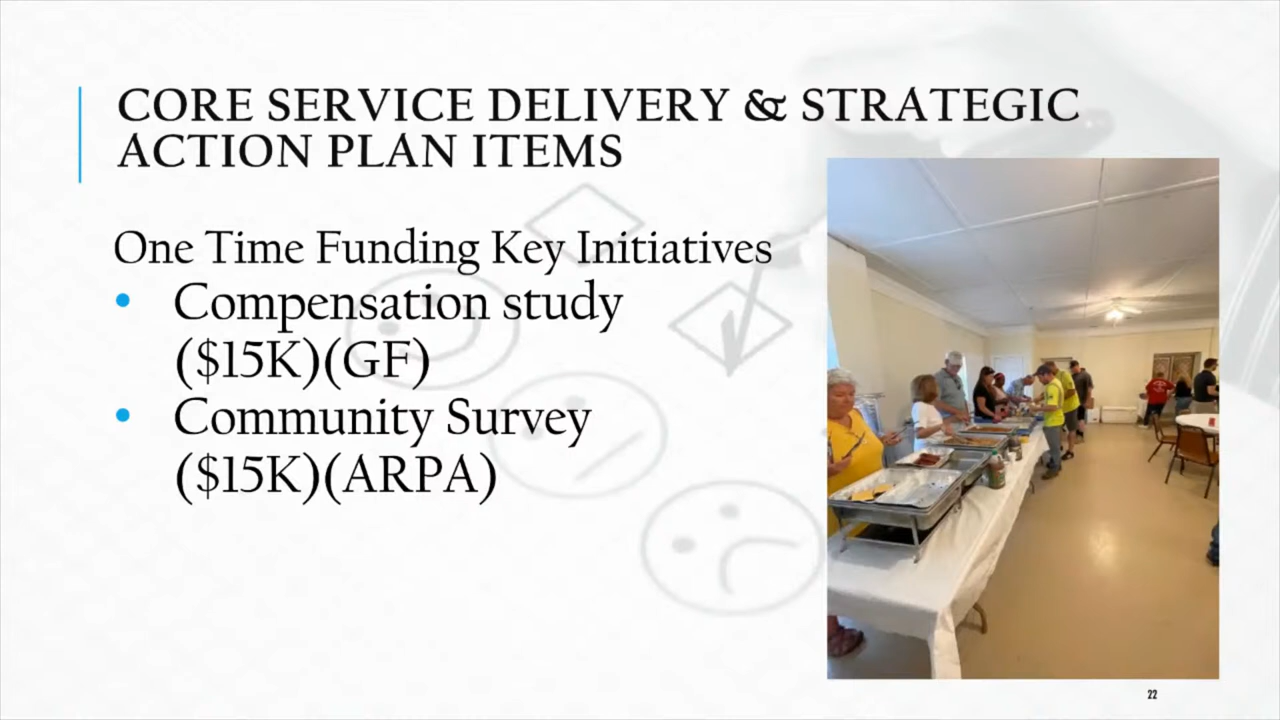 CORE SERVICE DELIVERY & STRATEGIC
ACTION PLAN ITEMS
One Time Funding Key Initiatives
• Compensation study
($15K)(GF)
• Community Survey
($15K)(ARPA)
22